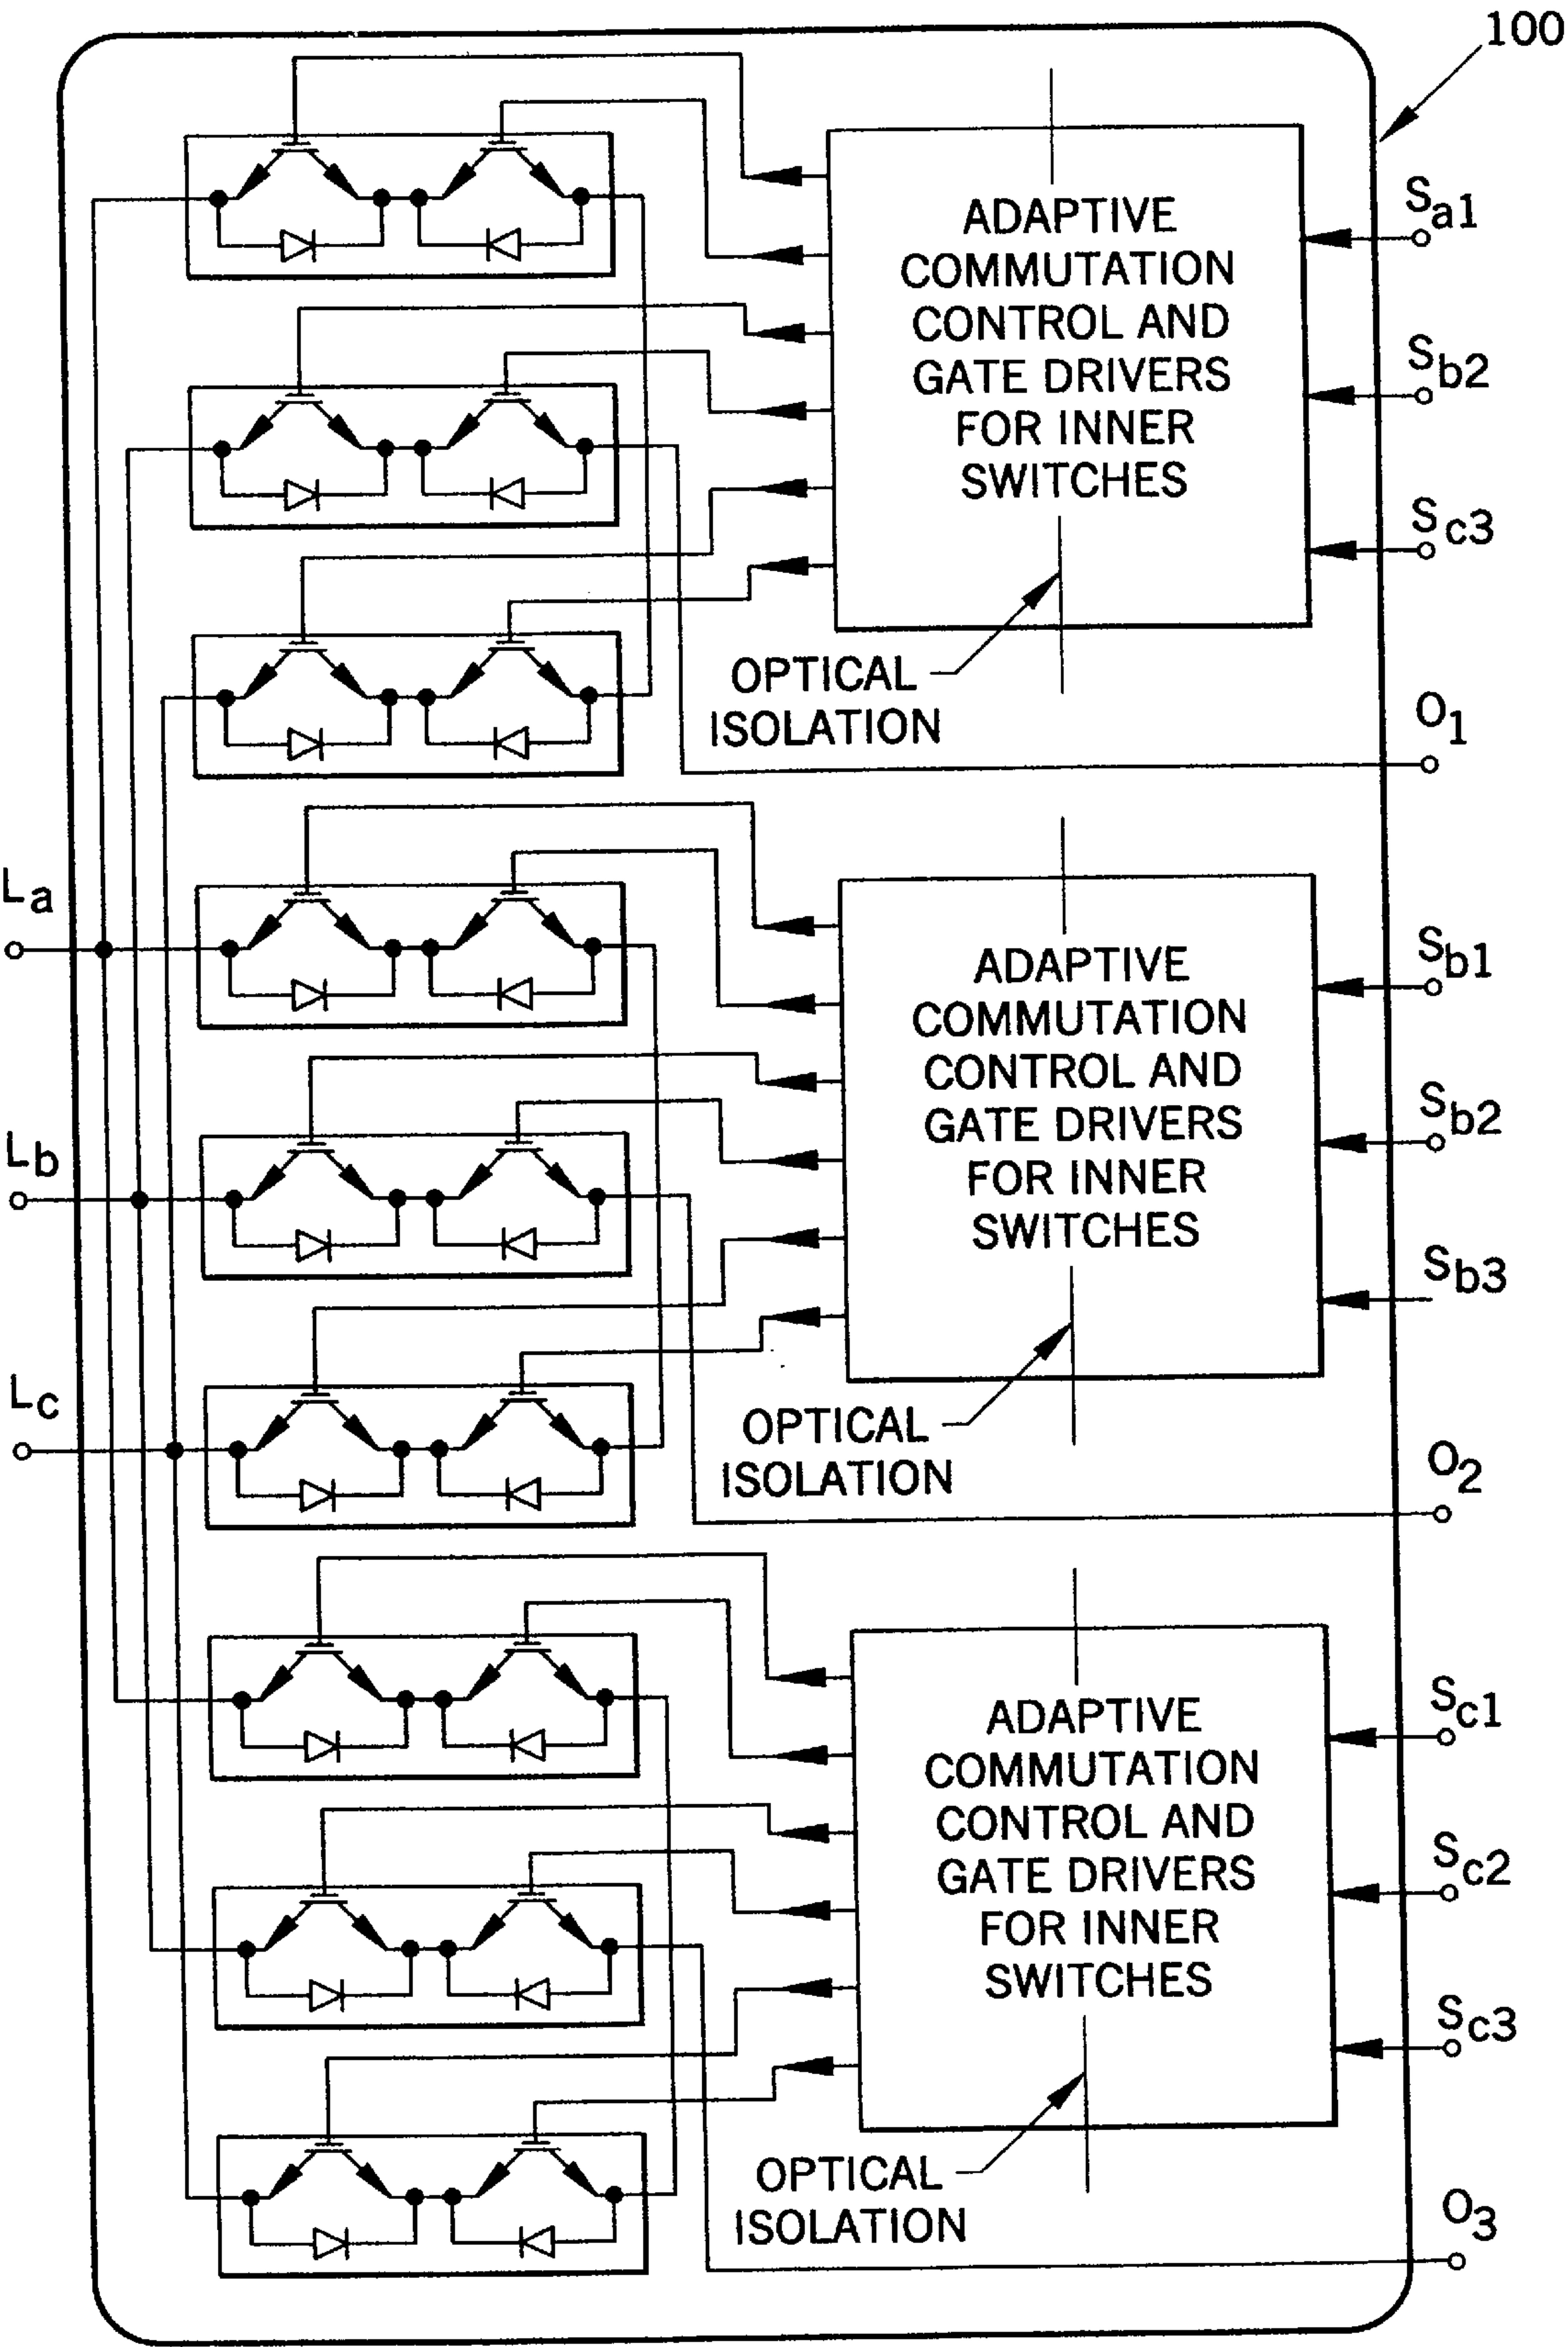 100
ADAPTIVE
COMMUTATION
CONTROL AND
GATE DRIVERS
FOR INNER
SWITCHES
Sa1
Sb2
Sc3
OPTICAL
ISOLATION
O1
La
ADAPTIVE
COMMUTATION
CONTROL AND
GATE DRIVERS
FOR INNER
SWITCHES
Sb1
Sb2
Sb3
Lb
Lc
OPTICAL
ISOLATION
O2
ADAPTIVE
COMMUTATION
CONTROL AND
GATE DRIVERS
FOR INNER
SWITCHES
Sc1
Sc2
Sc3
OPTICAL
ISOLATION
O3